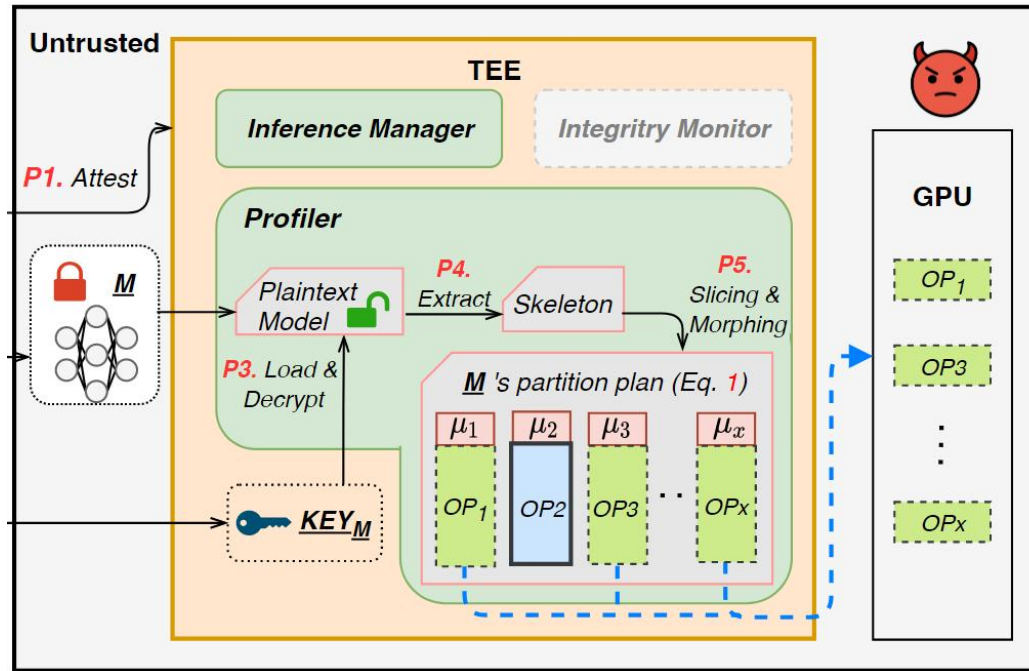 Untrusted
TEE
Inference Manager
Integritry Monitor
P1. Attest
GPU
Profiler
M
Plaintext
Model
P4.
Extract
Skeleton
P5.
Slicing &
Morphing
P3. Load &
Decrypt
M 's partition plan (Eq. 1)
μ1 μ2 μ3 μx
OP1 OP2 OP3 .. OPx
KEYM
OP1
OP3
⋮
OPx